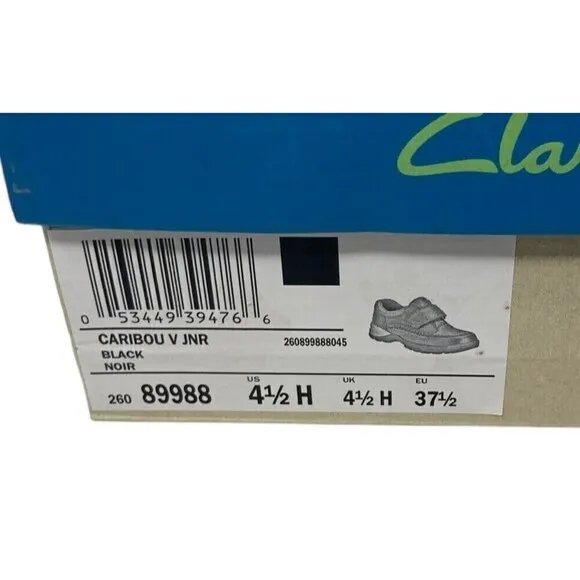 Cla
0 53449 39476 6
CARIBOU V JNR
260899888045
BLACK
NOIR
260 89988
US 4½ H
UK 4½ H
EU 37½